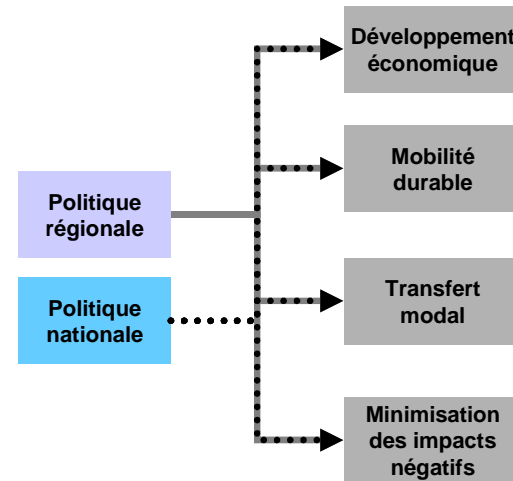 Développement
économique
Mobilité
durable
Politique
régionale
Politique
nationale
Transfert
modal
Minimisation
des impacts
négatifs